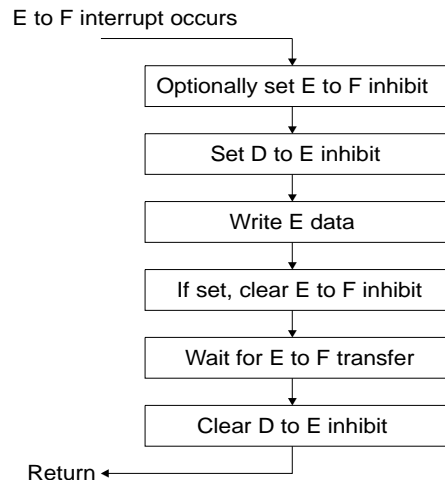 E to F interrupt occurs
Optionally set E to F inhibit
Set D to E inhibit
Write E data
If set, clear E to F inhibit
Wait for E to F transfer
Clear D to E inhibit
Return